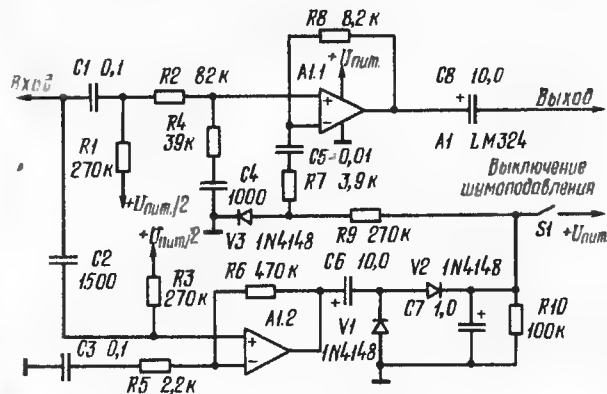 R8 8,2к
+Uпит.
C1 0,1
R2 82к
A1.1
C8 10,0
Вход
Выход
R4
39к
R1
270к
C5 0,01
A1 LM324
C4
1000
R7 3,9к
Выключение
шумоподавления
+Uпит./2
+Uпит/2
V3 1N4148
R9 270к
S1
+Uпит.
C2
1500
R3
270к
R6 470к
C6
10,0
V2 1N4148
A1.2
C7 1,0
R10
100к
C3 0,1
V1
1N4148
R5 2,2к